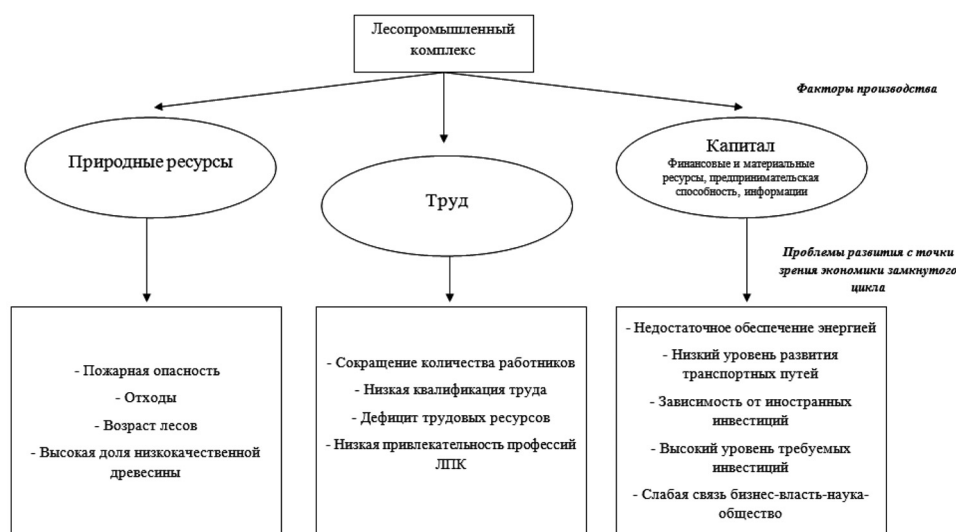 Лесопромышленный
комплекс
Факторы производства
Природные ресурсы
Труд
Капитал
Финансовые и материальные
ресурсы, предпринимательская
способность, информации
Проблемы развития с точки
зрения экономики замкнутого
цикла
- Пожарная опасность
- Отходы
- Возраст лесов
- Высокая доля низкокачественной
древесины
- Сокращение количества работников
- Низкая квалификация труда
- Дефицит трудовых ресурсов
- Низкая привлекательность профессий
ЛПК
- Недостаточное обеспечение энергией
- Низкий уровень развития
транспортных путей
- Зависимость от иностранных
инвестиций
- Высокий уровень требуемых
инвестиций
- Слабая связь бизнес-власть-наука-
общество